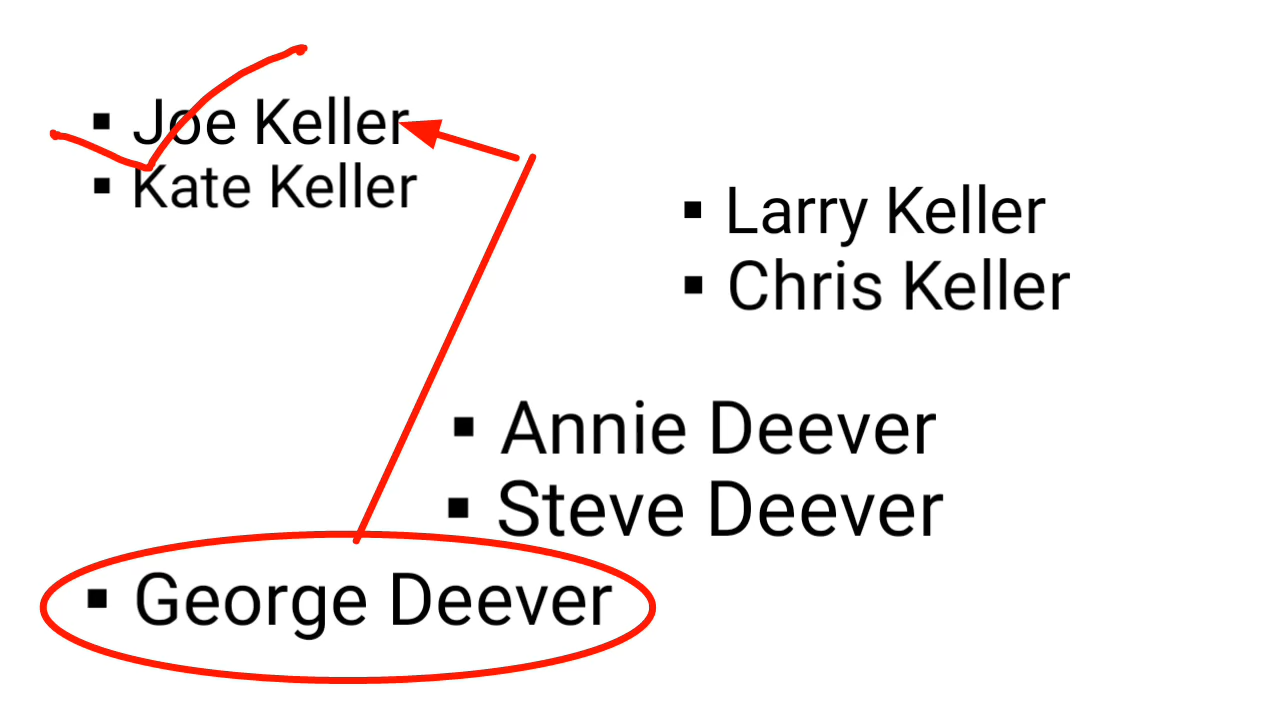 ▪ Joe Keller
▪ Kate Keller
▪ Larry Keller
▪ Chris Keller
▪ Annie Deever
▪ Steve Deever
▪ George Deever